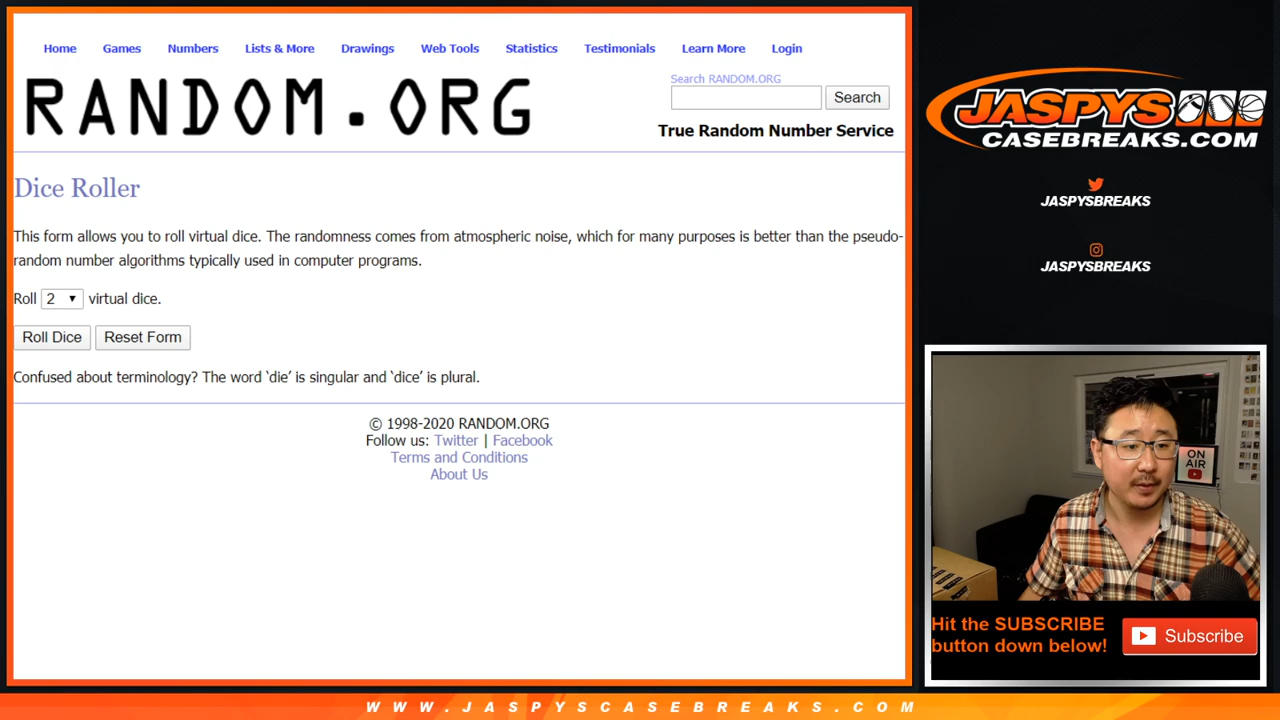 Home Games Numbers Lists & More Drawings Web Tools Statistics Testimonials Learn More Login
RANDOM.ORG
Search RANDOM.ORG
Search
True Random Number Service
Dice Roller
This form allows you to roll virtual dice. The randomness comes from atmospheric noise, which for many purposes is better than the pseudo-
random number algorithms typically used in computer programs.
Roll 2 virtual dice.
Roll Dice Reset Form
Confused about terminology? The word ‘die’ is singular and ‘dice’ is plural.
© 1998-2020 RANDOM.ORG
Follow us: Twitter | Facebook
Terms and Conditions
About Us
JASPYS
CASEBREAKS.COM
JASPYSBREAKS
JASPYSBREAKS
ON
AIR
Hit the SUBSCRIBE
button down below!
Subscribe
WWW.JASPYSCASEBREAKS.COM